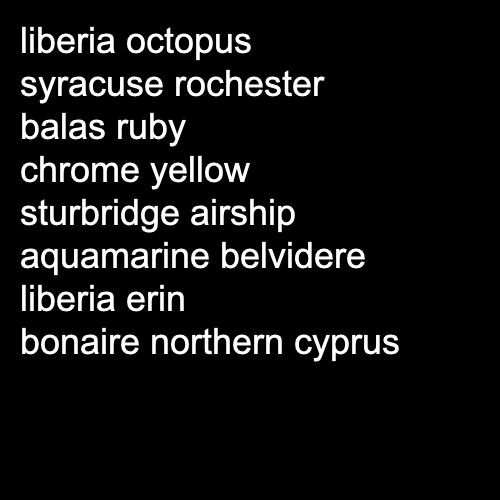 liberia octopus
syracuse rochester
balas ruby
chrome yellow
sturbridge airship
aquamarine belvidere
liberia erin
bonaire northern cyprus